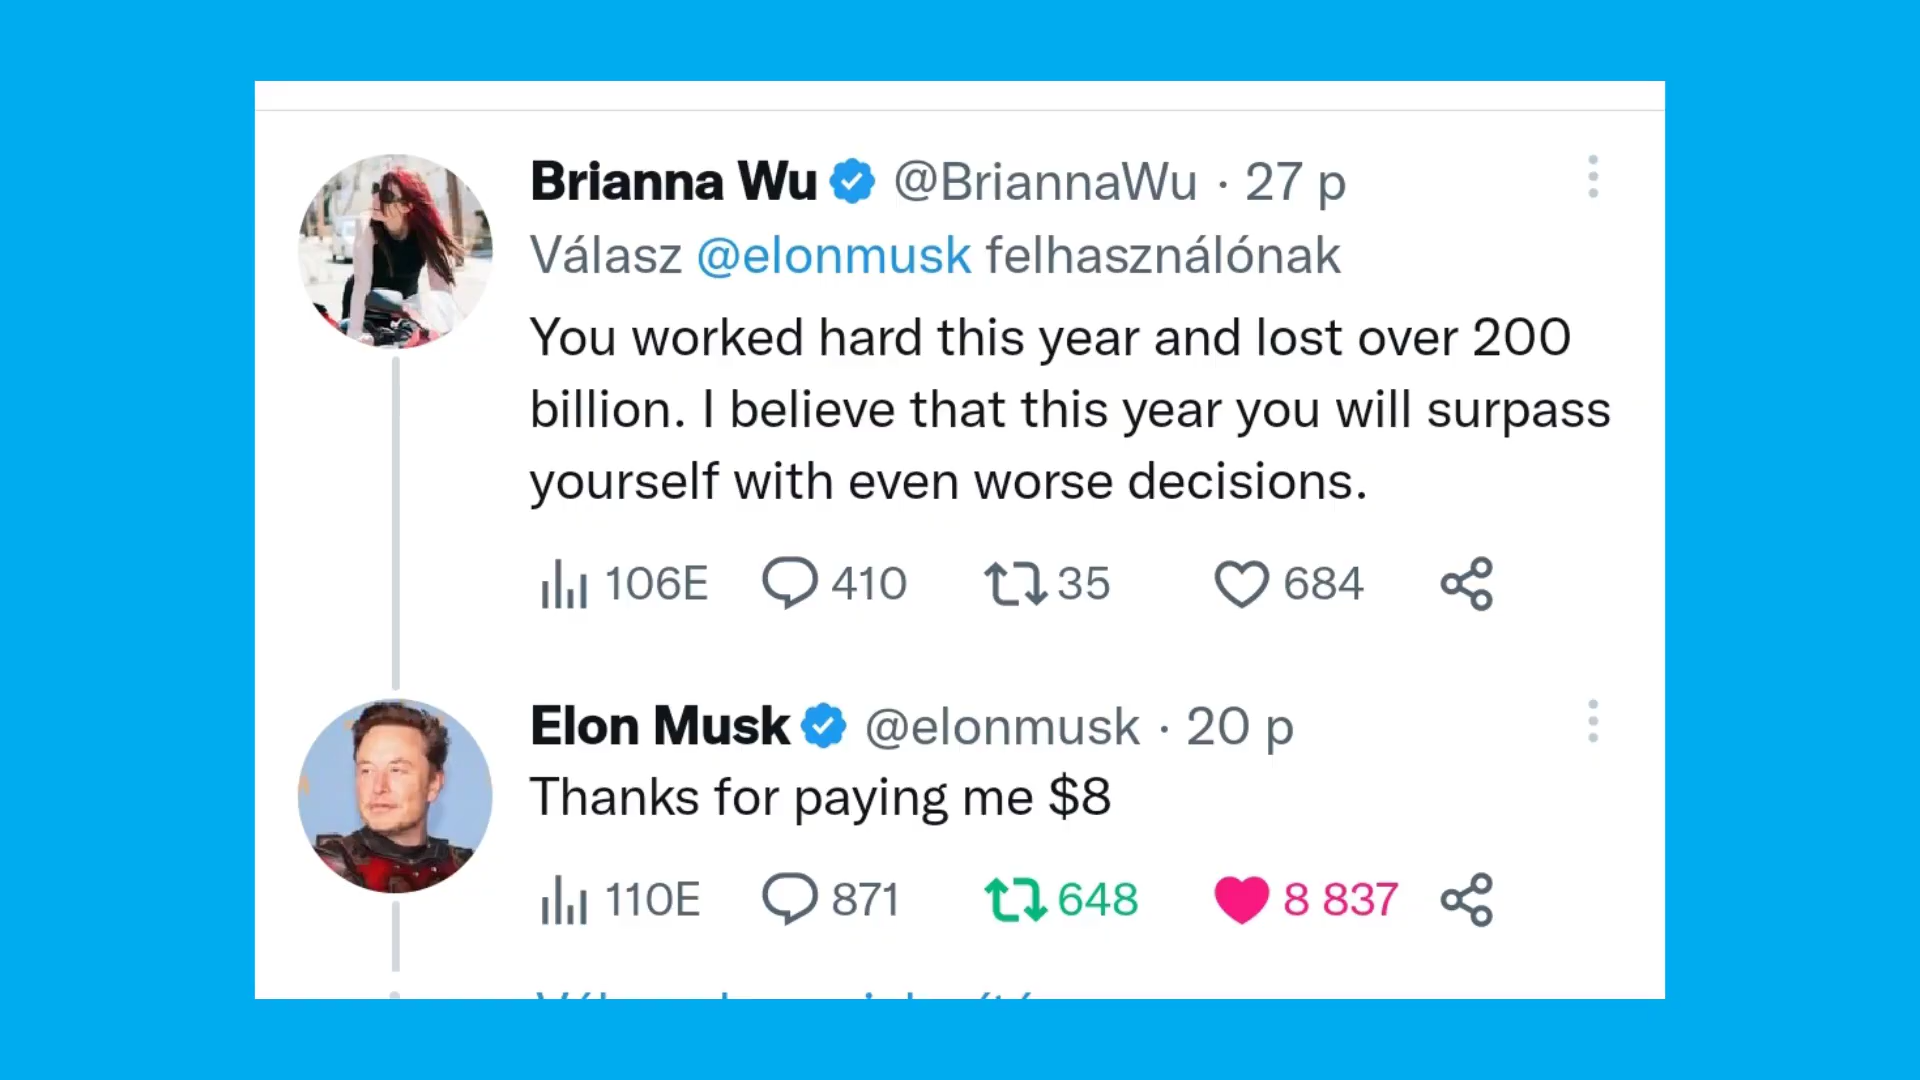 Brianna Wu @BriannaWu · 27 p
Válasz @elonmusk felhasználónak
You worked hard this year and lost over 200
billion. I believe that this year you will surpass
yourself with even worse decisions.
106E 410 35 684
Elon Musk @elonmusk · 20 p
Thanks for paying me $8
110E 871 648 8 837